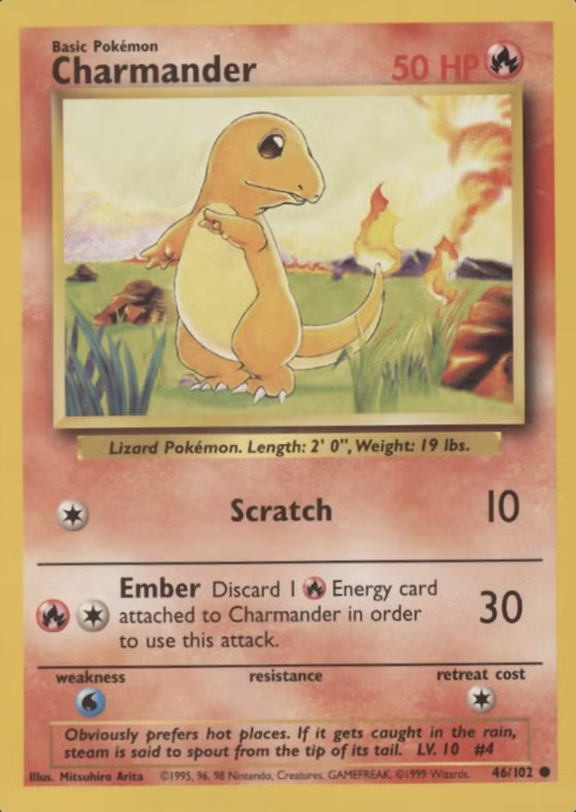 Basic Pokémon
Charmander 50 HP
Lizard Pokémon. Length: 2' 0", Weight: 19 lbs.
Scratch 10
Ember Discard 1 Energy card
attached to Charmander in order
to use this attack.
30
weakness resistance retreat cost
Obviously prefers hot places. If it gets caught in the rain,
steam is said to spout from the tip of its tail. LV. 10 #4
Illus. Mitsuhiro Arita ©1995, 96, 98 Nintendo, Creatures, GAMEFREAK. ©1999 Wizards. 46/102